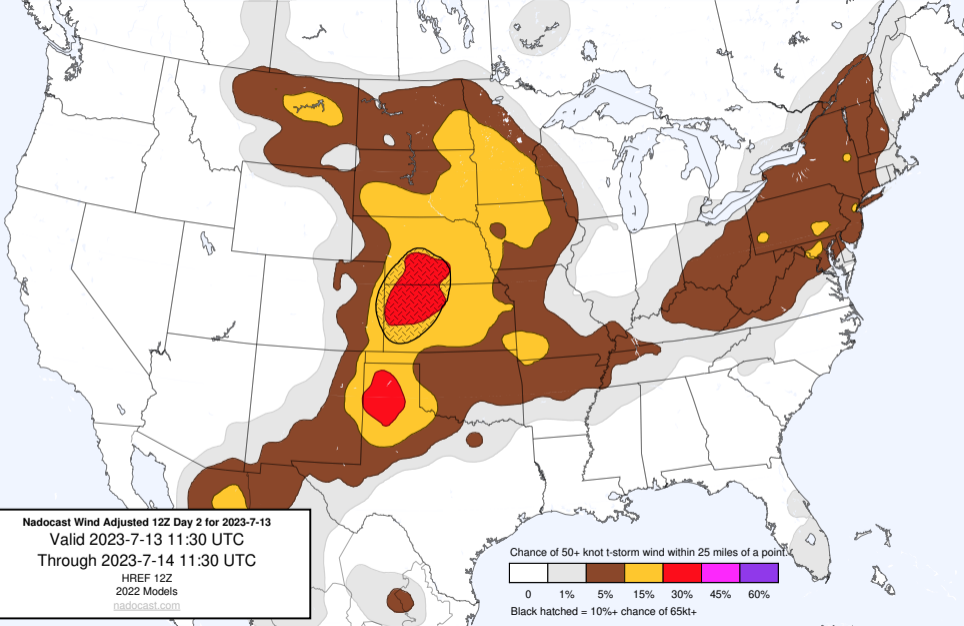 Nadocast Wind Adjusted 12Z Day 2 for 2023-7-13
Valid 2023-7-13 11:30 UTC
Through 2023-7-14 11:30 UTC
HREF 12Z
2022 Models
nadocast.com
Chance of 50+ knot t-storm wind within 25 miles of a point.
0 1% 5% 15% 30% 45% 60%
Black hatched = 10%+ chance of 65kt+